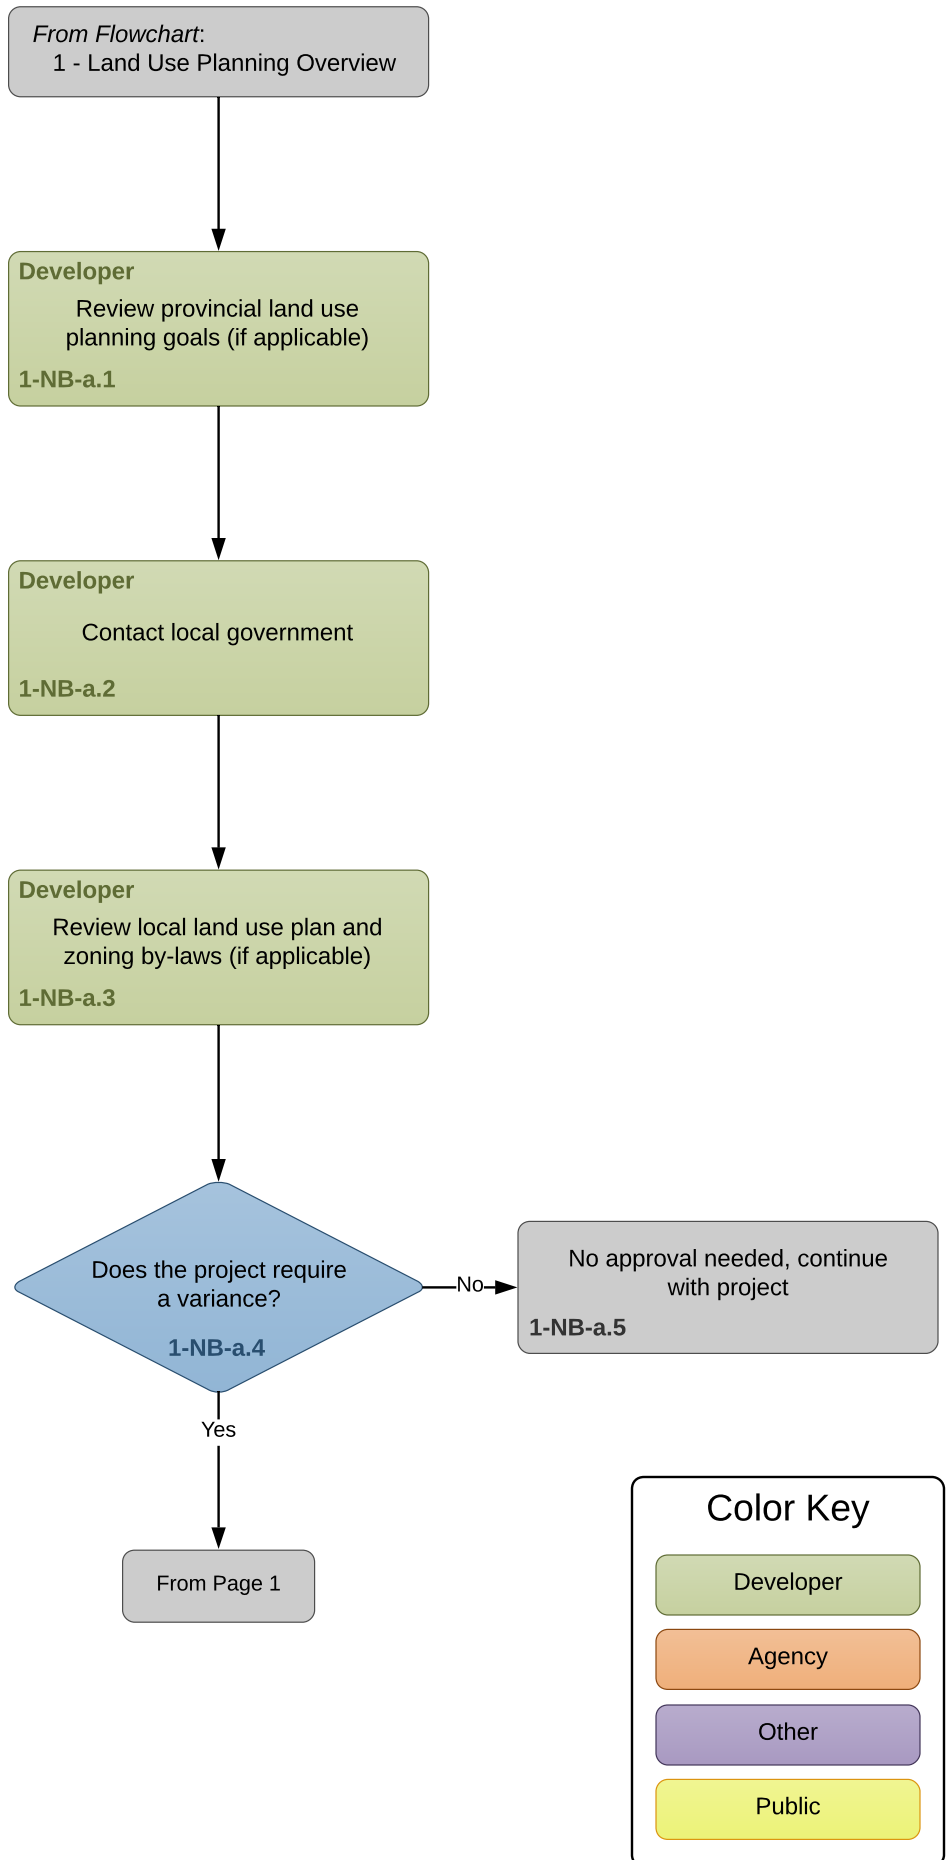 From Flowchart:
1 - Land Use Planning Overview
Developer
Review provincial land use
planning goals (if applicable)
1-NB-a.1
Developer
Contact local government
1-NB-a.2
Developer
Review local land use plan and
zoning by-laws (if applicable)
1-NB-a.3
Does the project require
a variance?
1-NB-a.4
No
No approval needed, continue
with project
1-NB-a.5
Yes
From Page 1
Color Key
Developer
Agency
Other
Public